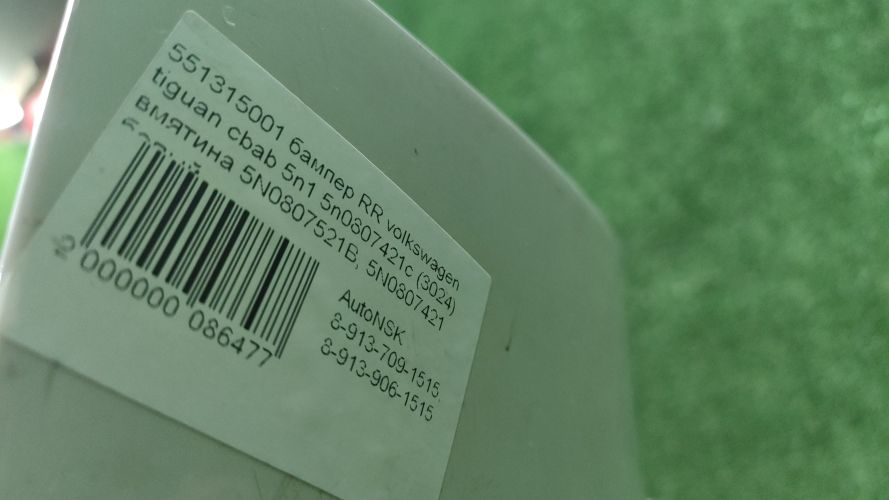 551315001 бампер RR volkswagen
tiguan cbab 5n1 5n0807421c (3024)
вмятина 5N0807521B, 5N0807421
AutoNSK
8-913-709-1515,
8-913-906-1515
2 000000 086477